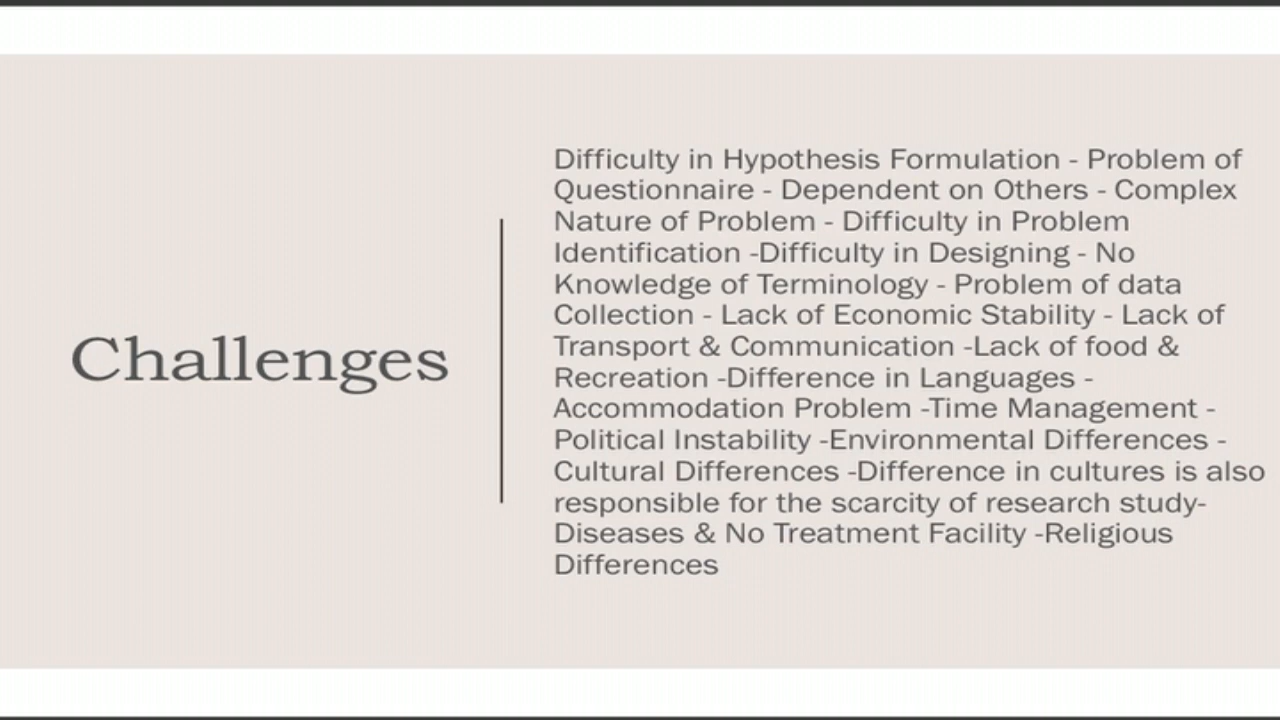 Challenges
Difficulty in Hypothesis Formulation - Problem of
Questionnaire - Dependent on Others - Complex
Nature of Problem - Difficulty in Problem
Identification -Difficulty in Designing - No
Knowledge of Terminology - Problem of data
Collection - Lack of Economic Stability - Lack of
Transport & Communication -Lack of food &
Recreation -Difference in Languages -
Accommodation Problem -Time Management -
Political Instability -Environmental Differences -
Cultural Differences -Difference in cultures is also
responsible for the scarcity of research study-
Diseases & No Treatment Facility -Religious
Differences